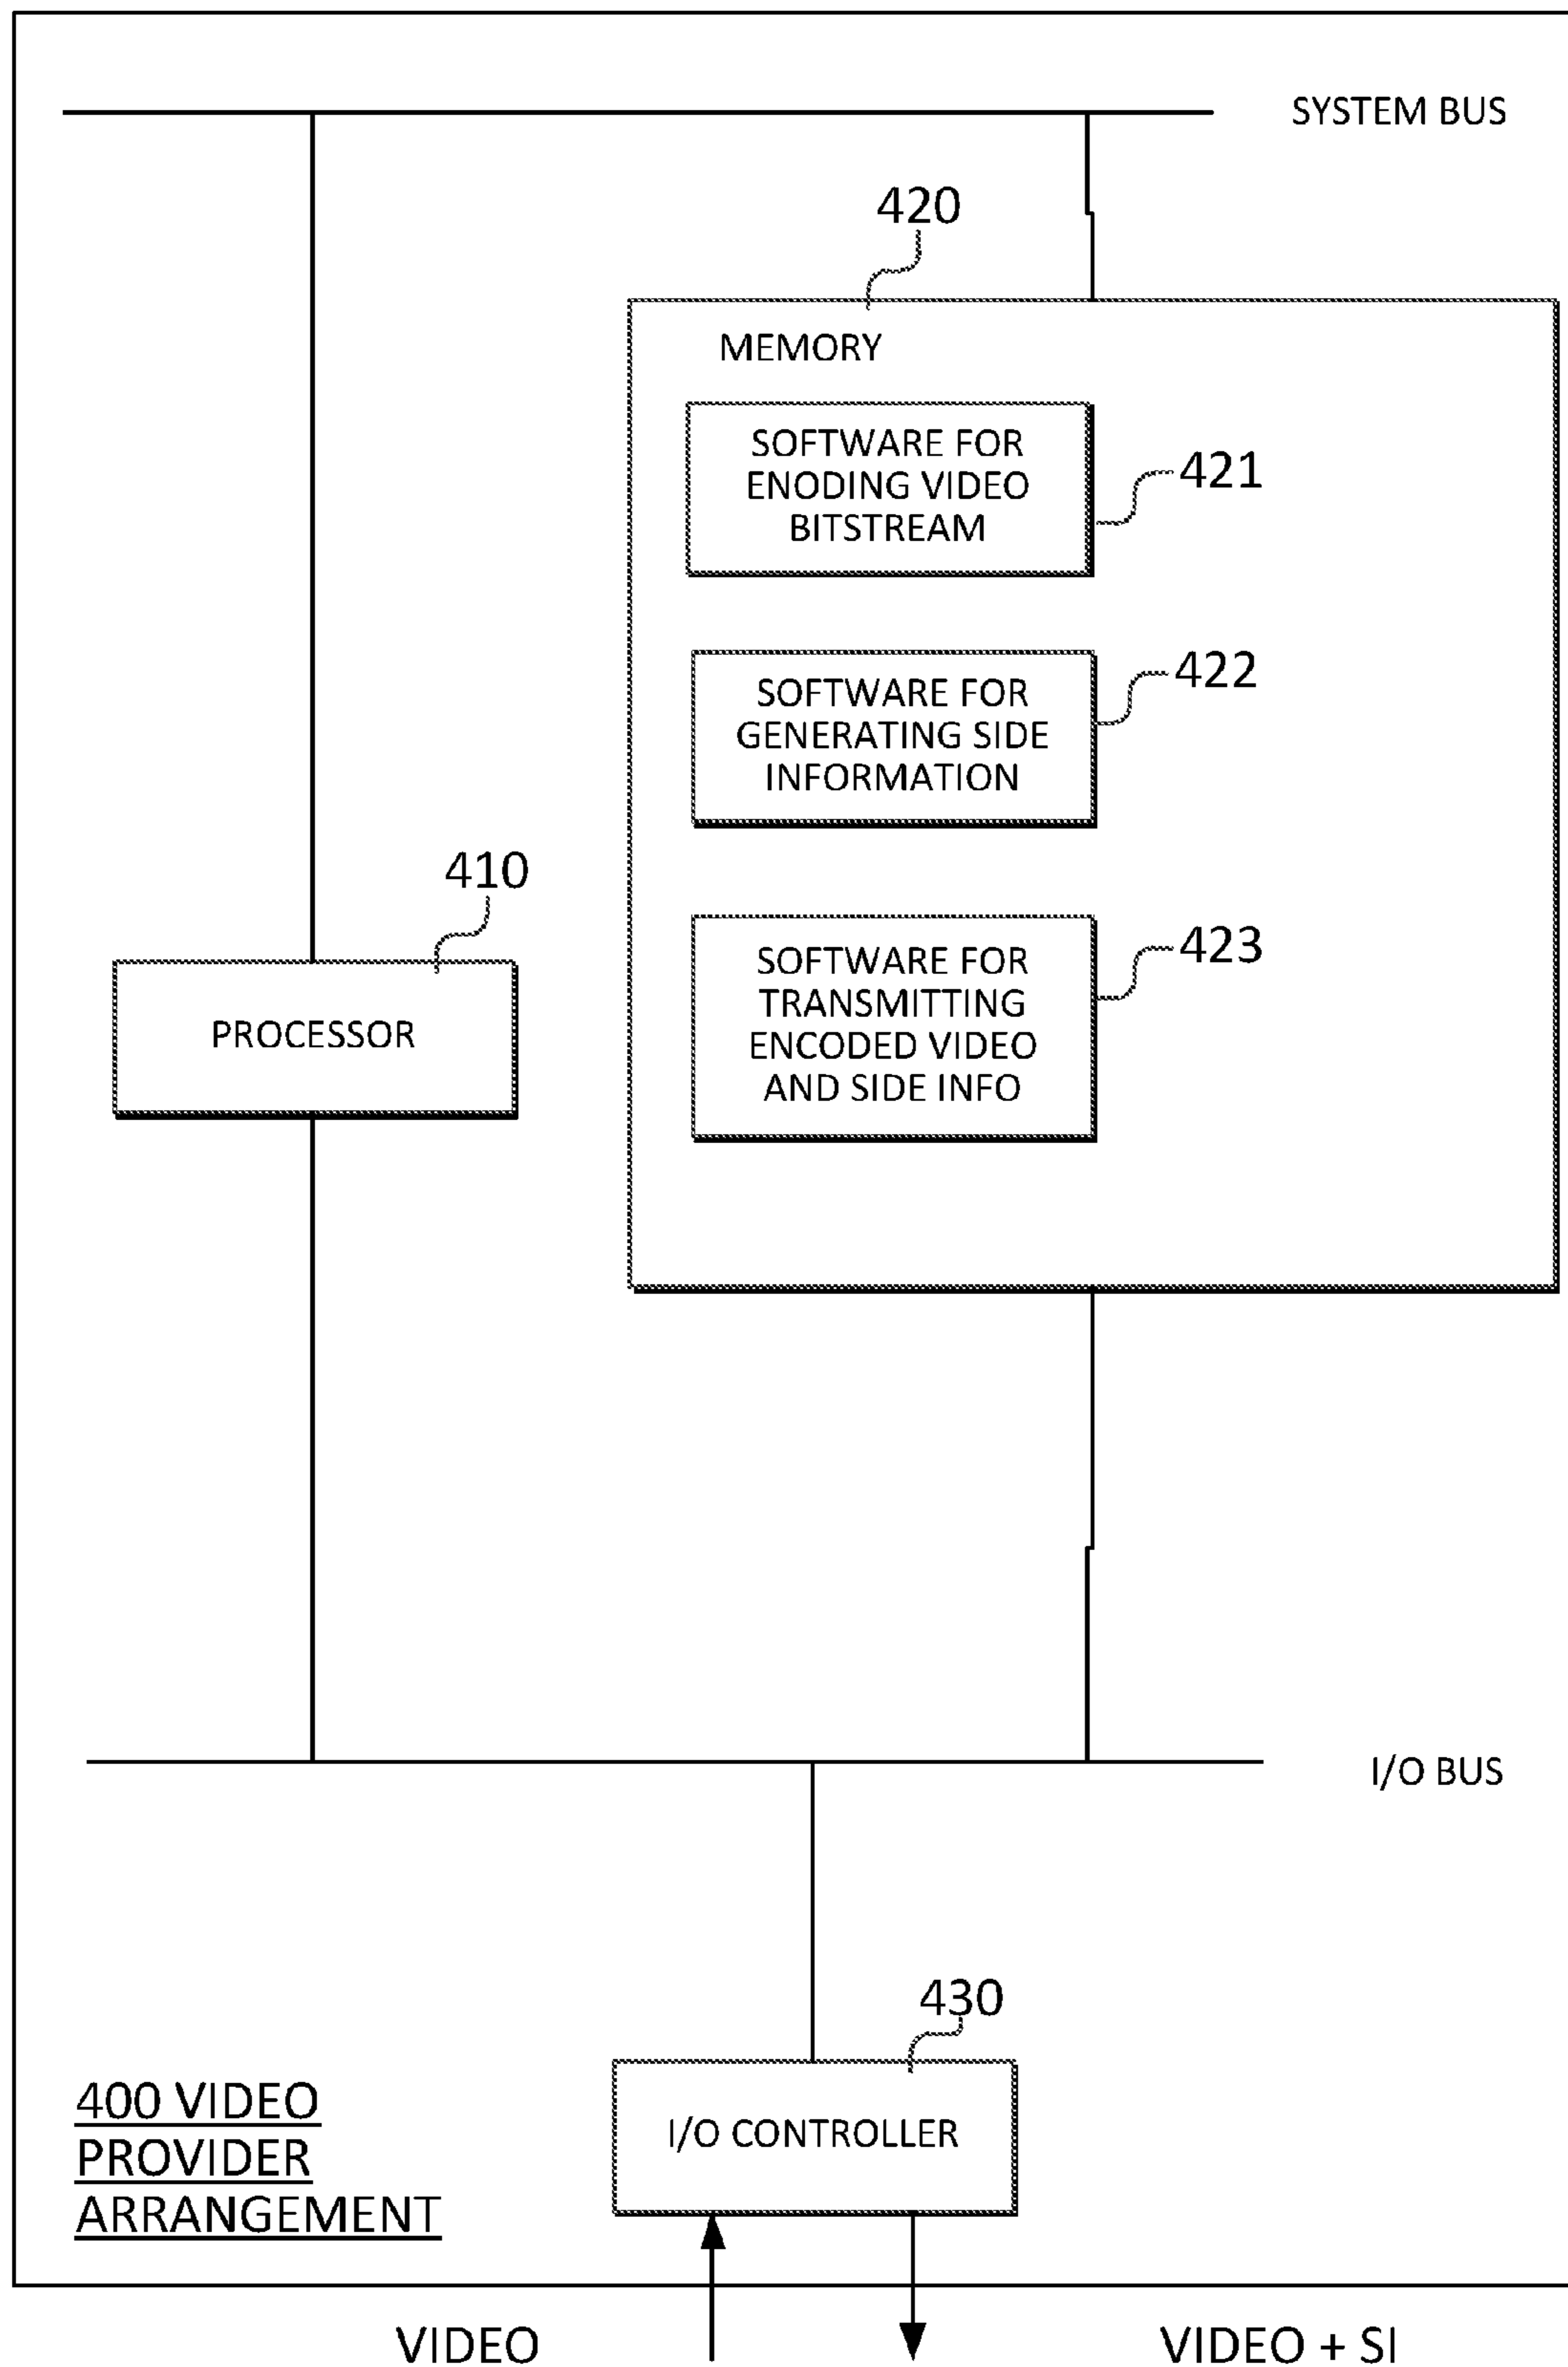 SYSTEM BUS
420
MEMORY
SOFTWARE FOR
ENODING VIDEO
BITSTREAM
421
SOFTWARE FOR
GENERATING SIDE
INFORMATION
422
410
PROCESSOR
SOFTWARE FOR
TRANSMITTING
ENCODED VIDEO
AND SIDE INFO
423
I/O BUS
430
I/O CONTROLLER
400 VIDEO
PROVIDER
ARRANGEMENT
VIDEO
VIDEO + SI